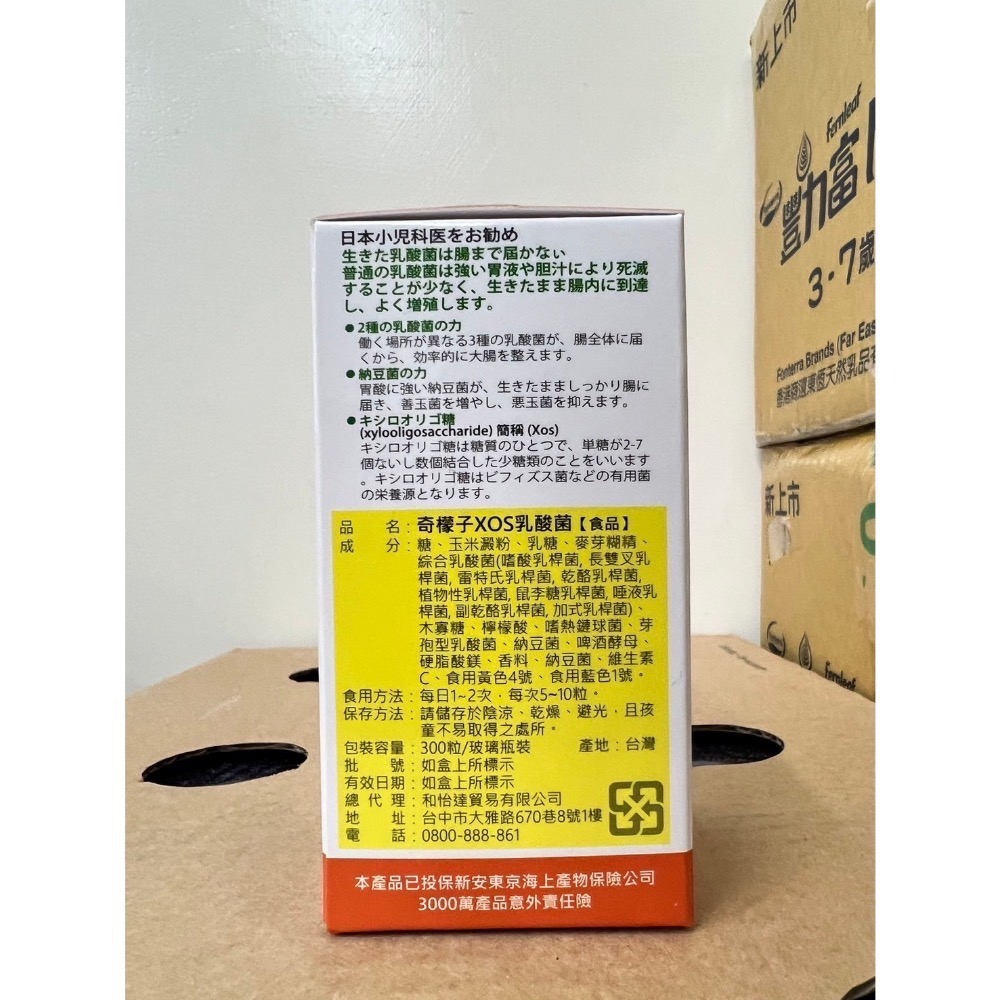 日本小児科医をお勧め
生きた乳酸菌は腸まで届かない
普通の乳酸菌は強い胃液や胆汁により死滅
することが少なく、生きたまま腸内に到達
し、よく増殖します。
●2種の乳酸菌の力
働く場所が異なる3種の乳酸菌が、腸全体に届
くから、効率的に大腸を整えます。
●納豆菌の力
胃酸に強い納豆菌が、生きたまましっかり腸に
届き、善玉菌を増やし、悪玉菌を抑えます。
●キシロオリゴ糖
(xylooligosaccharide) 簡稱 (Xos)
キシロオリゴ糖は糖質のひとつで、単糖が2-7
個ないし数個結合した少糖類のことをいいます
。キシロオリゴ糖はビフィズス菌などの有用菌
の栄養源となります。
品名:奇檬子XOS乳酸菌【食品】
成分:糖、玉米澱粉、乳糖、麥芽糊精、
綜合乳酸菌(嗜酸乳桿菌, 長雙叉乳
桿菌, 雷特氏乳桿菌, 乾酪乳桿菌,
植物性乳桿菌, 鼠李糖乳桿菌, 唾液乳
桿菌, 副乾酪乳桿菌, 加式乳桿菌)、
木寡糖、檸檬酸、嗜熱鏈球菌、芽
孢型乳酸菌、納豆菌、啤酒酵母、
硬脂酸鎂、香料、納豆菌、維生素
C、食用黃色4號、食用藍色1號。
食用方法:每日1~2次，每次5~10粒。
保存方法:請儲存於陰涼、乾燥、避光，且孩
童不易取得之處所。
包裝容量:300粒/玻璃瓶裝 產地:台灣
批號:如盒上所標示
有效日期:如盒上所標示
總代理:和怡達貿易有限公司
地址:台中市大雅路670巷8號1樓
電話:0800-888-861
本產品已投保新安東京海上產物保險公司
3000萬產品意外責任險
新上市
Fernleaf
豐力富
3-7歲
Fonterra Brands (Far Eas
香港商遠東恆天然乳品有
新上市
Fernleaf